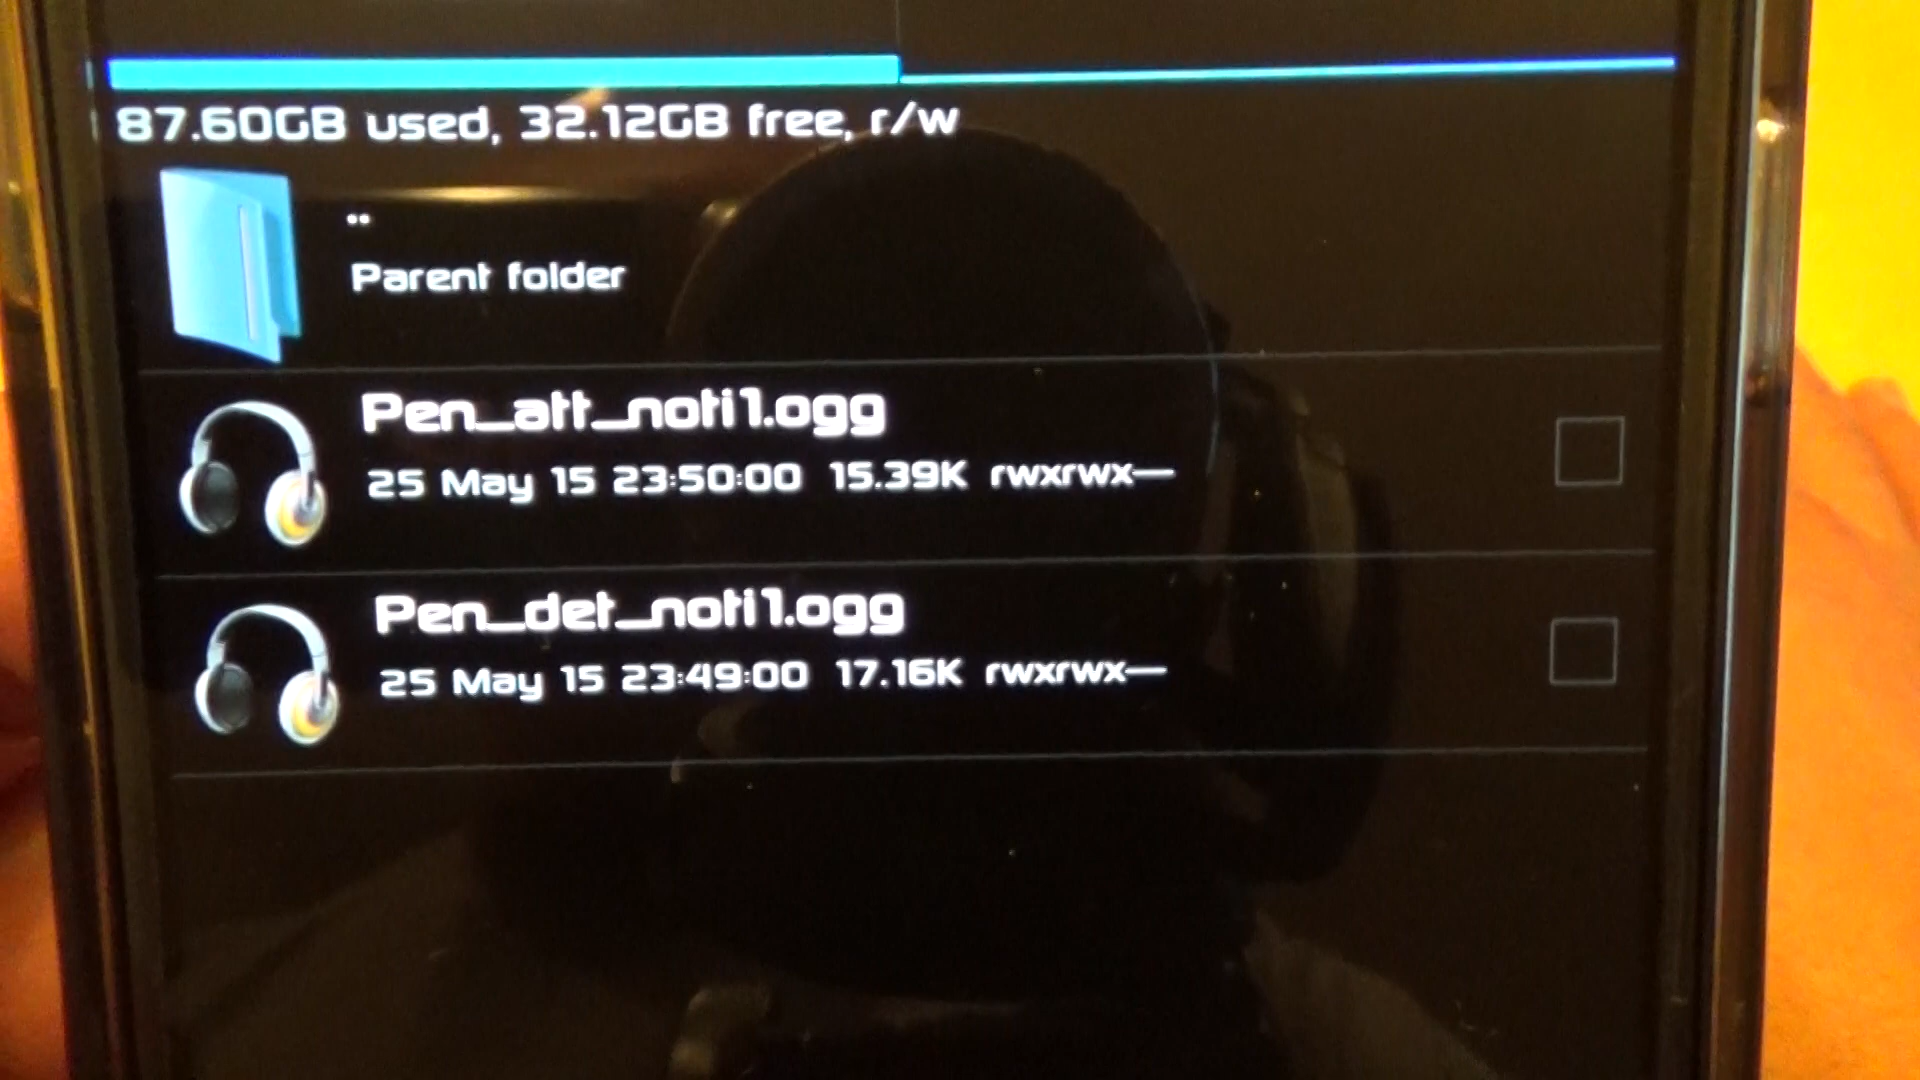 87.60GB used, 32.12GB free, r/w
..
Parent folder
Pen_att_noti1.ogg
25 May 15 23:50:00 15.39K rwxrwx—
Pen_det_noti1.ogg
25 May 15 23:49:00 17.16K rwxrwx—